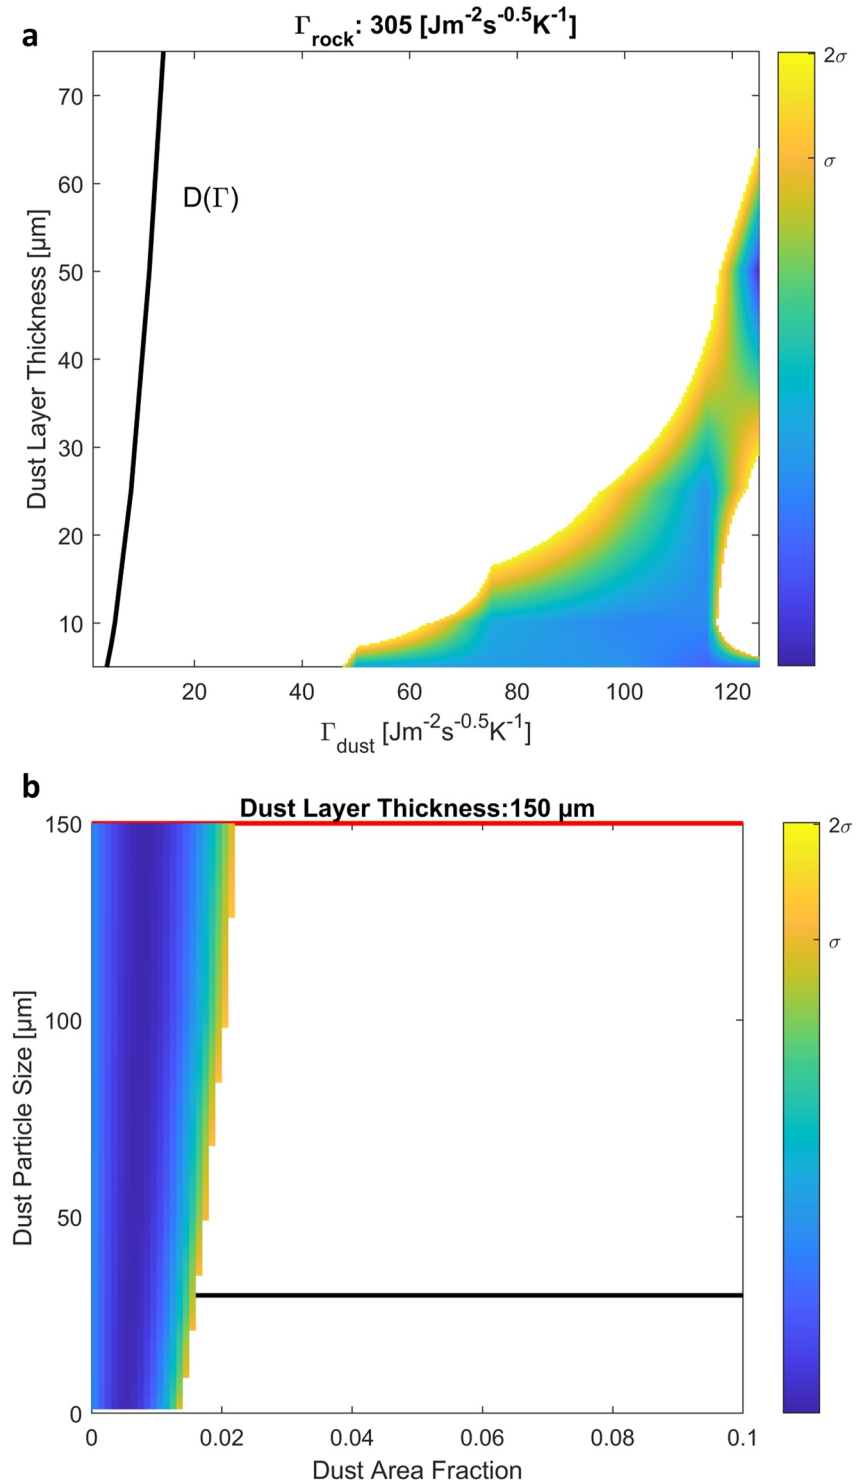 a
Γrock: 305 [Jm-2s-0.5K-1]
2σ
σ
70
60
50
40
30
20
10
D(Γ)
Dust Layer Thickness [µm]
20 40 60 80 100 120
Γdust [Jm-2s-0.5K-1]
b
Dust Layer Thickness:150 µm
2σ
σ
150
100
50
0
Dust Particle Size [µm]
0 0.02 0.04 0.06 0.08 0.1
Dust Area Fraction